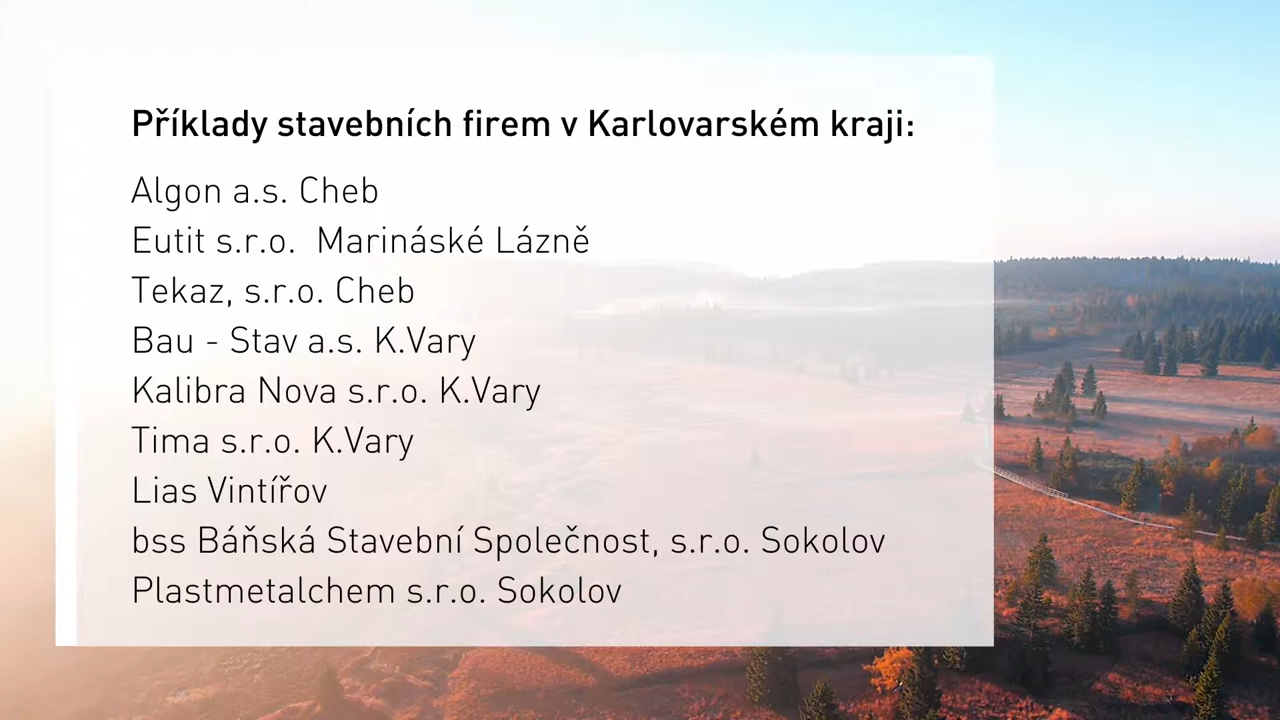 Příklady stavebních firem v Karlovarském kraji:
Algon a.s. Cheb
Eutit s.r.o.  Marináské Lázně
Tekaz, s.r.o. Cheb
Bau - Stav a.s. K.Vary
Kalibra Nova s.r.o. K.Vary
Tima s.r.o. K.Vary
Lias Vintířov
bss Báňská Stavební Společnost, s.r.o. Sokolov
Plastmetalchem s.r.o. Sokolov